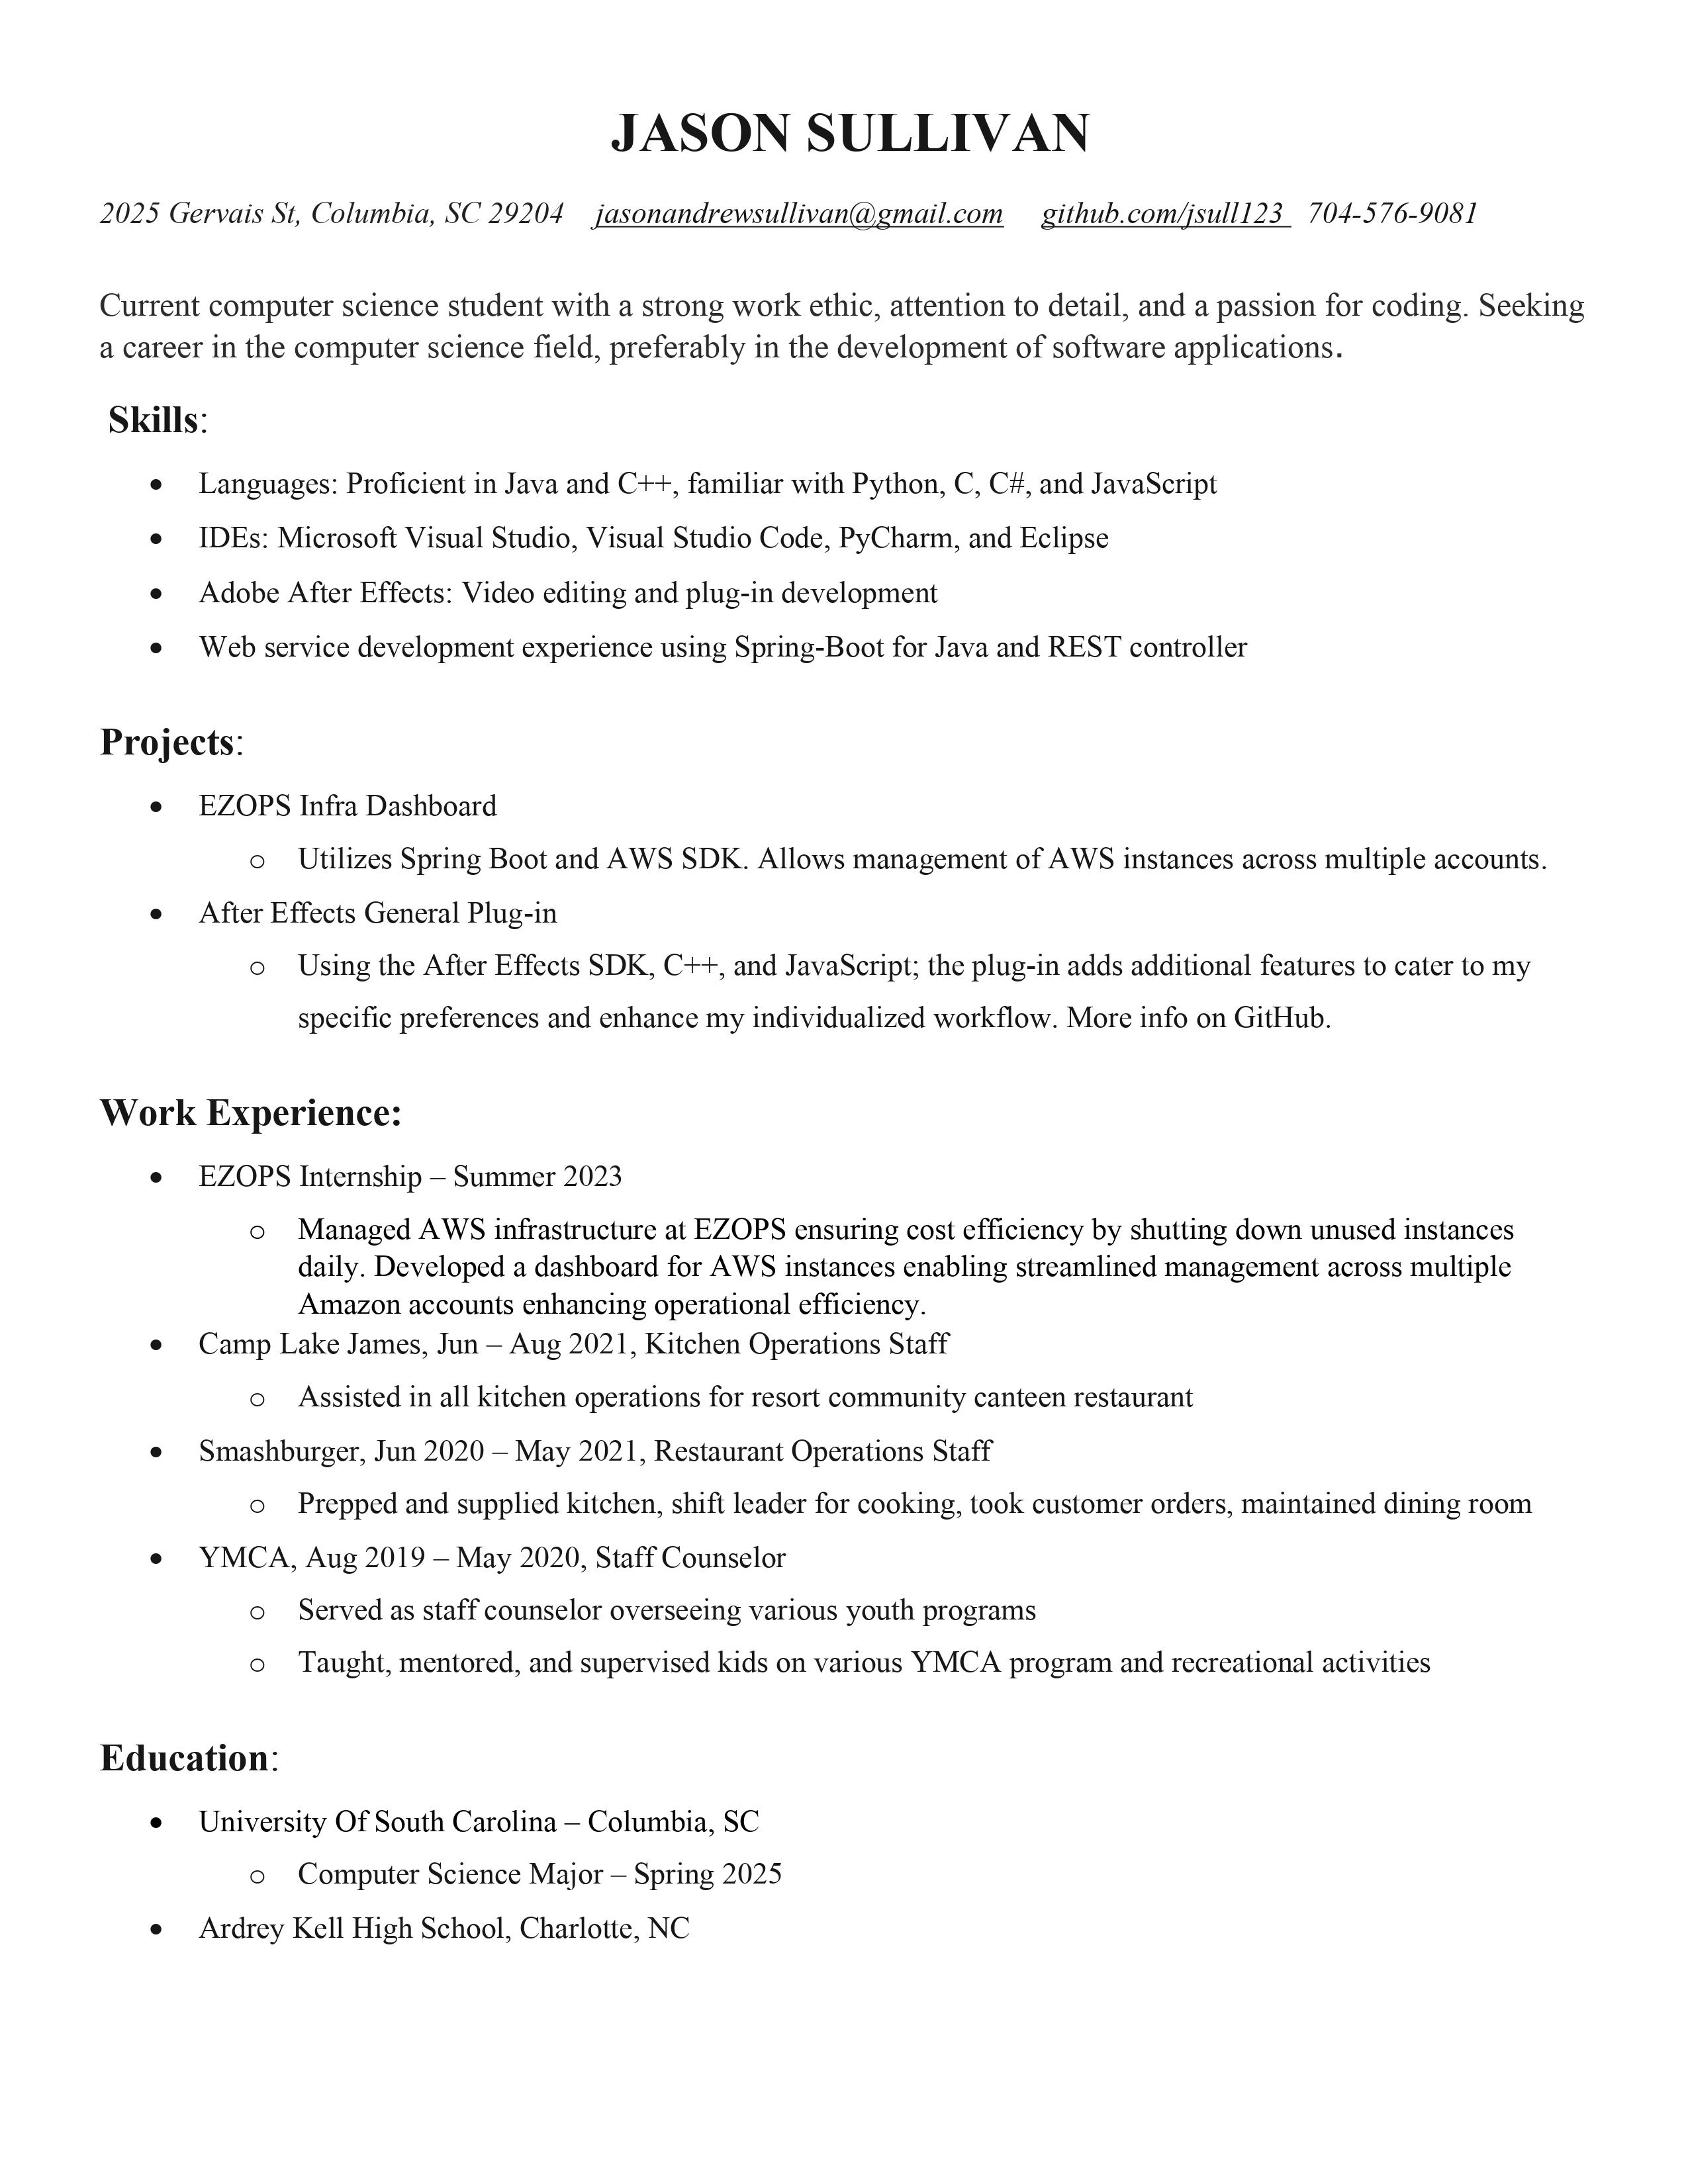 JASON SULLIVAN
2025 Gervais St, Columbia, SC 29204 jasonandrewsullivan@gmail.com github.com/jsull123 704-576-9081
Current computer science student with a strong work ethic, attention to detail, and a passion for coding. Seeking
a career in the computer science field, preferably in the development of software applications.
Skills:
• Languages: Proficient in Java and C++, familiar with Python, C, C#, and JavaScript
• IDEs: Microsoft Visual Studio, Visual Studio Code, PyCharm, and Eclipse
• Adobe After Effects: Video editing and plug-in development
• Web service development experience using Spring-Boot for Java and REST controller
Projects:
• EZOPS Infra Dashboard
o Utilizes Spring Boot and AWS SDK. Allows management of AWS instances across multiple accounts.
• After Effects General Plug-in
o Using the After Effects SDK, C++, and JavaScript; the plug-in adds additional features to cater to my
specific preferences and enhance my individualized workflow. More info on GitHub.
Work Experience:
• EZOPS Internship – Summer 2023
o Managed AWS infrastructure at EZOPS ensuring cost efficiency by shutting down unused instances
daily. Developed a dashboard for AWS instances enabling streamlined management across multiple
Amazon accounts enhancing operational efficiency.
• Camp Lake James, Jun – Aug 2021, Kitchen Operations Staff
o Assisted in all kitchen operations for resort community canteen restaurant
• Smashburger, Jun 2020 – May 2021, Restaurant Operations Staff
o Prepped and supplied kitchen, shift leader for cooking, took customer orders, maintained dining room
• YMCA, Aug 2019 – May 2020, Staff Counselor
o Served as staff counselor overseeing various youth programs
o Taught, mentored, and supervised kids on various YMCA program and recreational activities
Education:
• University Of South Carolina – Columbia, SC
o Computer Science Major – Spring 2025
• Ardrey Kell High School, Charlotte, NC